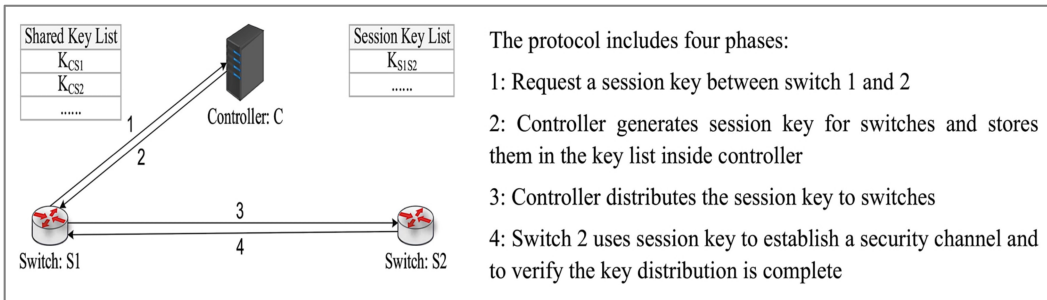 Shared Key List
K_CS1
K_CS2
......
Controller: C
Session Key List
K_S1S2
......
1
2
3
4
Switch: S1
Switch: S2
The protocol includes four phases:
1: Request a session key between switch 1 and 2
2: Controller generates session key for switches and stores
them in the key list inside controller
3: Controller distributes the session key to switches
4: Switch 2 uses session key to establish a security channel and
to verify the key distribution is complete